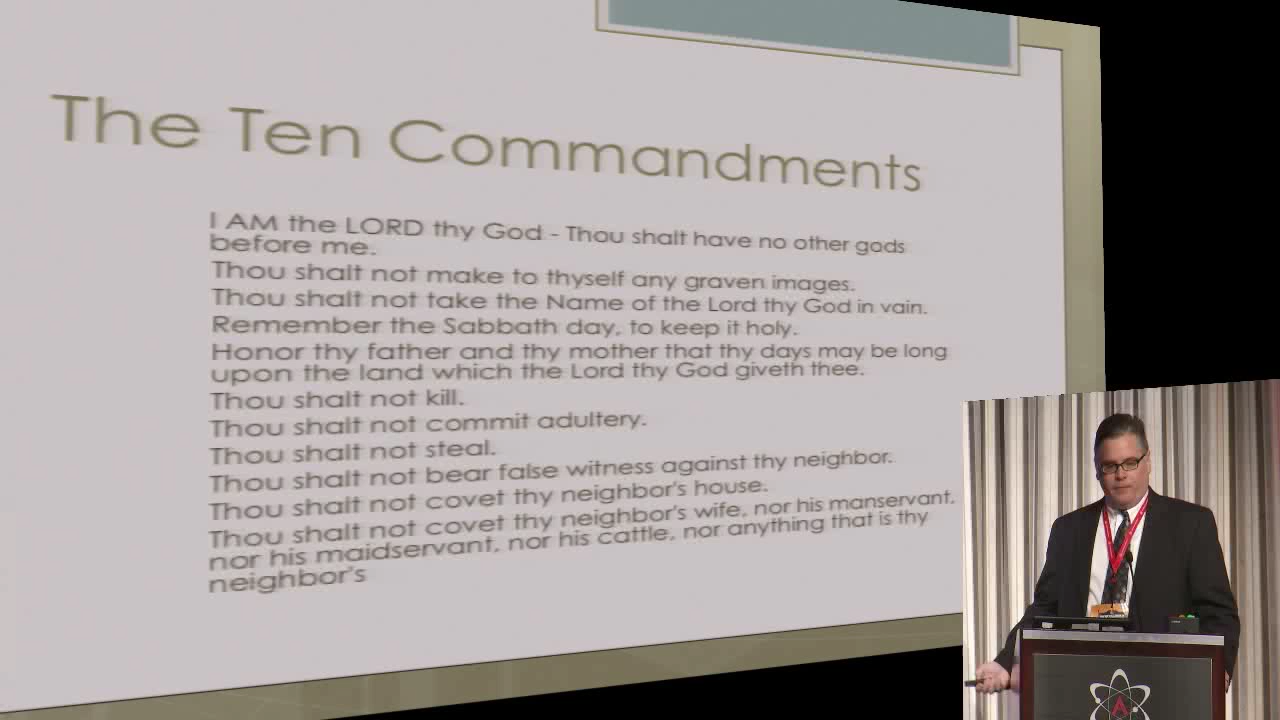 The Ten Commandments
I AM the LORD thy God - Thou shalt have no other gods
before me.
Thou shalt not make to thyself any graven images.
Thou shalt not take the Name of the Lord thy God in vain.
Remember the Sabbath day, to keep it holy.
Honor thy father and thy mother that thy days may be long
upon the land which the Lord thy God giveth thee.
Thou shalt not kill.
Thou shalt not commit adultery.
Thou shalt not steal.
Thou shalt not bear false witness against thy neighbor.
Thou shalt not covet thy neighbor's house.
Thou shalt not covet thy neighbor's wife, nor his manservant,
nor his maidservant, nor his cattle, nor anything that is thy
neighbor's
A